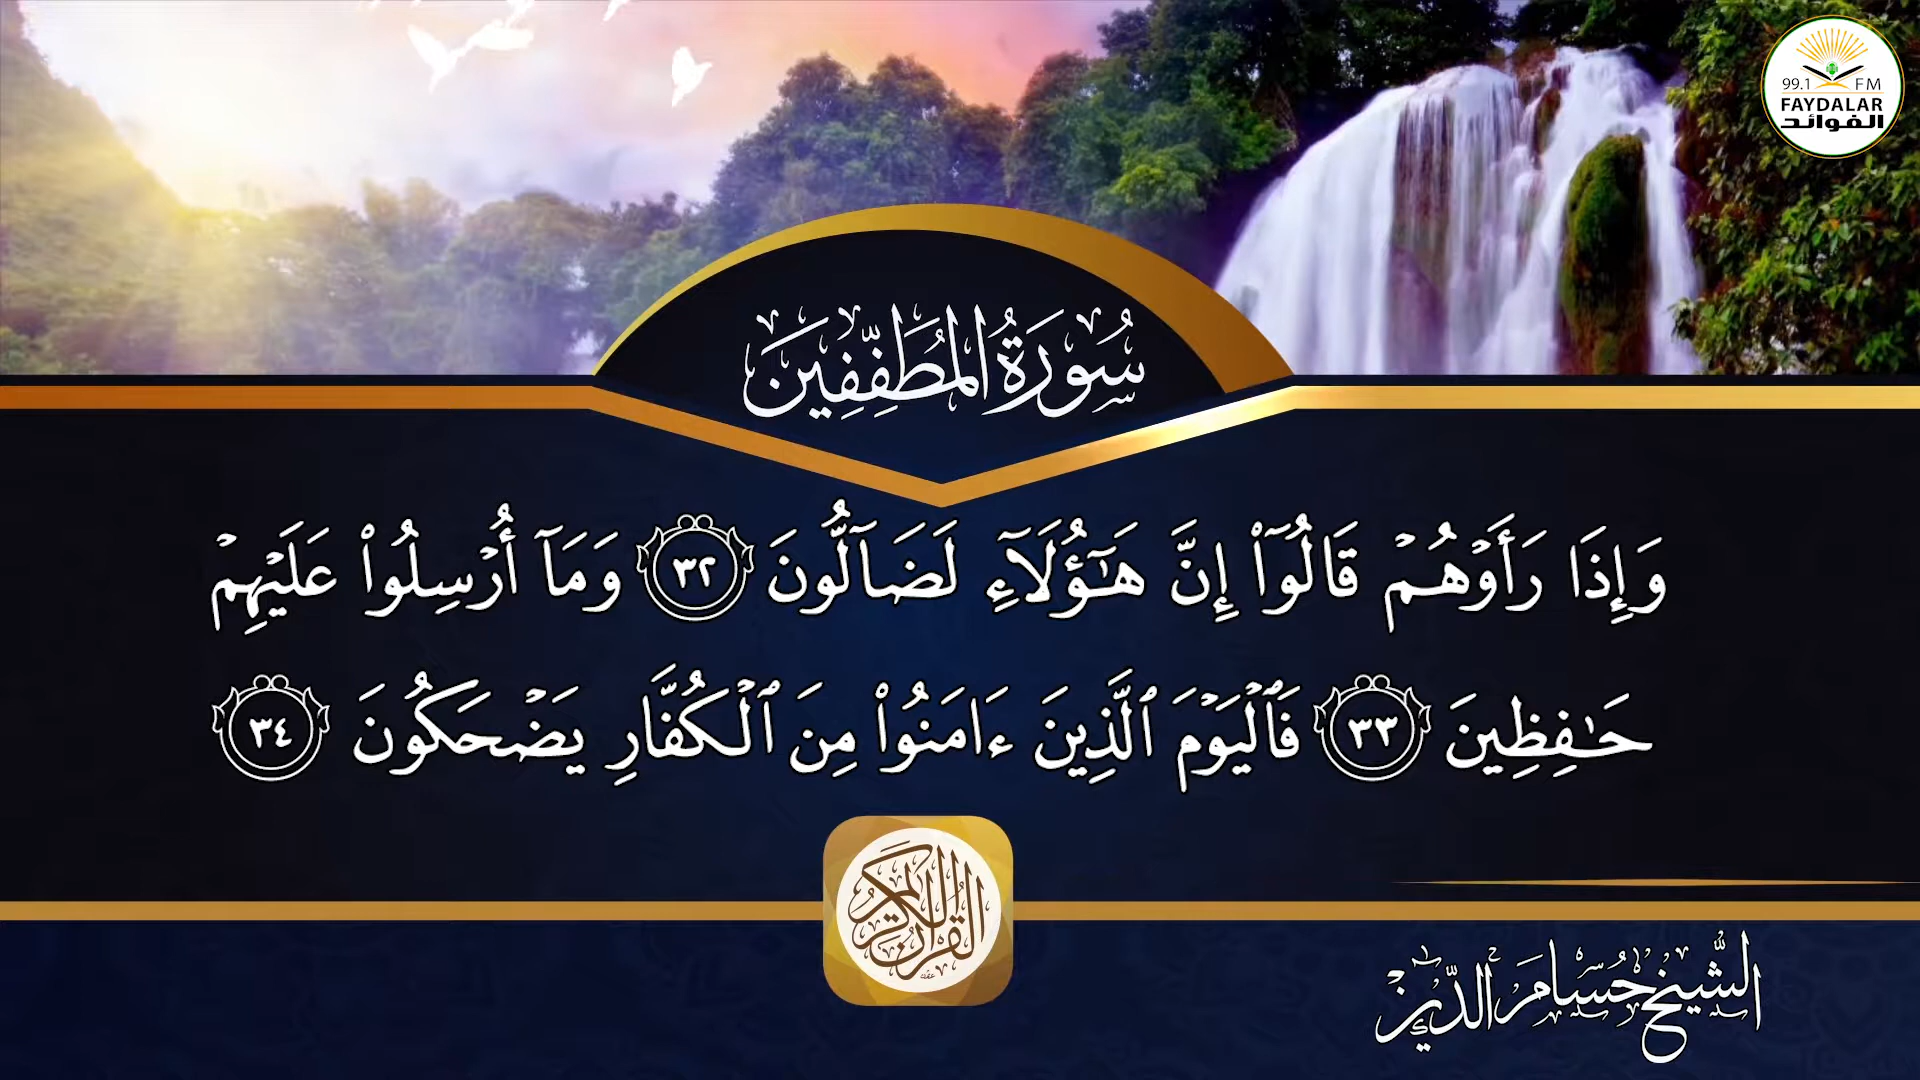 99.1 FM
FAYDALAR
الفوائد
سُورَةُ المُطَفِّفِينَ
وَإِذَا رَأَوۡهُمۡ قَالُوٓاْ إِنَّ هَٰٓؤُلَآءِ لَضَآلُّونَ ٣٢ وَمَآ أُرۡسِلُواْ عَلَيۡهِمۡ
حَٰفِظِينَ ٣٣ فَٱلۡيَوۡمَ ٱلَّذِينَ ءَامَنُواْ مِنَ ٱلۡكُفَّارِ يَضۡحَكُونَ ٣٤
القرآن الكريم
الشيخ حسام الدين